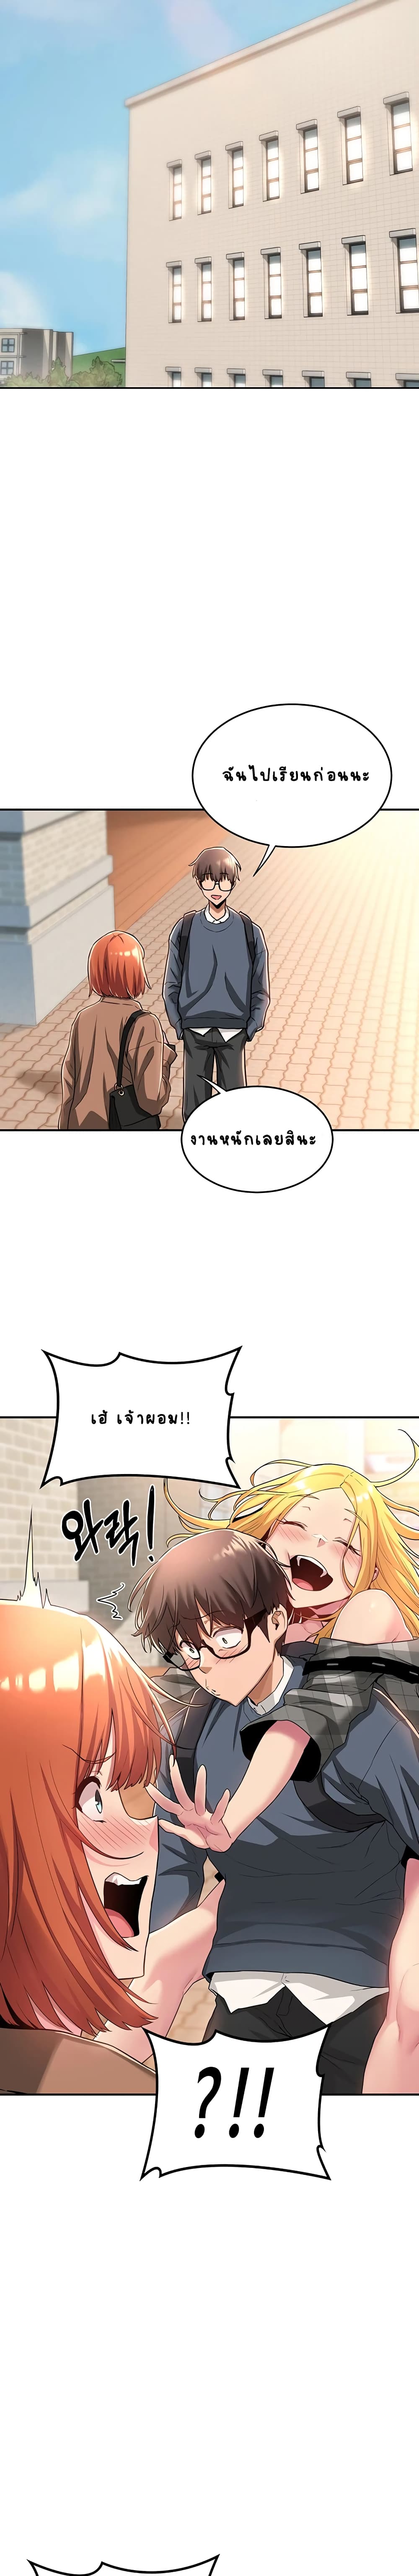 ฉันไปเรียนก่อนนะ
งานหนักเลยสินะ
เฮ้ เจ้าผอม!!
와락!
?!!